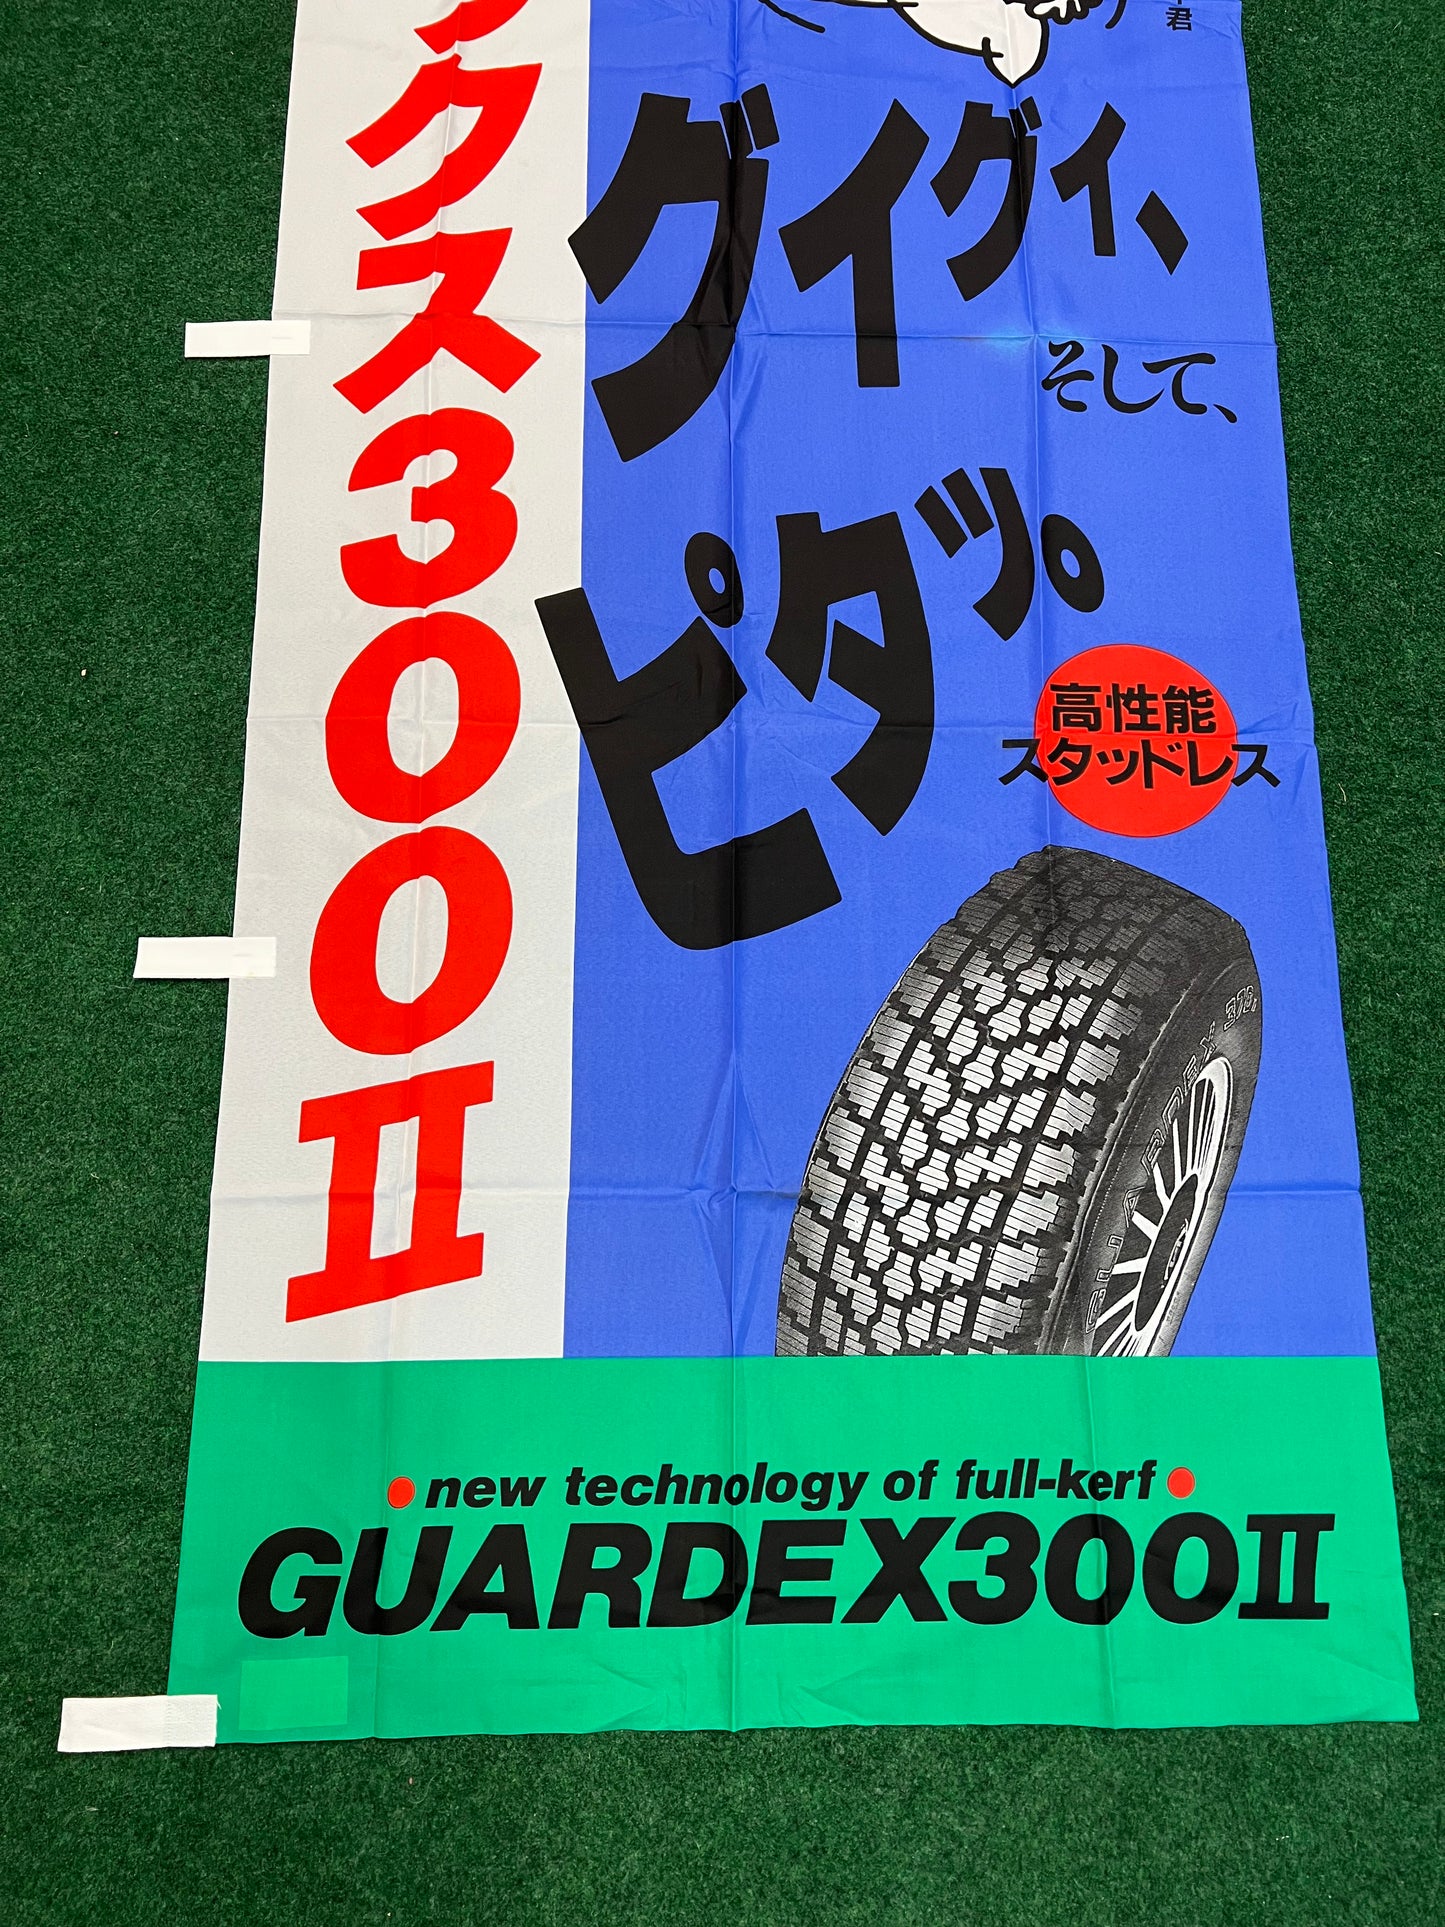 クス300II
君
グイグイ、
そして、
ピタッ。
高性能
スタッドレス
new technology of full-kerf
GUARDEX300II